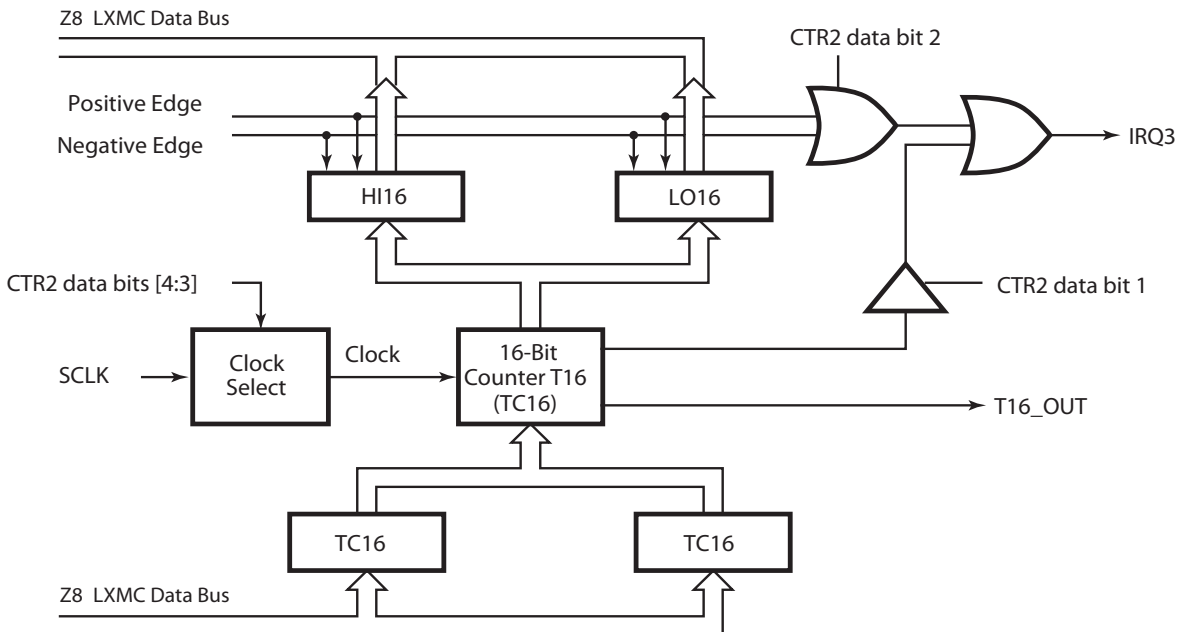 Z8 LXMC Data Bus
CTR2 data bit 2
Positive Edge
Negative Edge
IRQ3
HI16
LO16
CTR2 data bits [4:3]
CTR2 data bit 1
SCLK
Clock
Select
Clock
16-Bit
Counter T16
(TC16)
T16_OUT
TC16
TC16
Z8 LXMC Data Bus